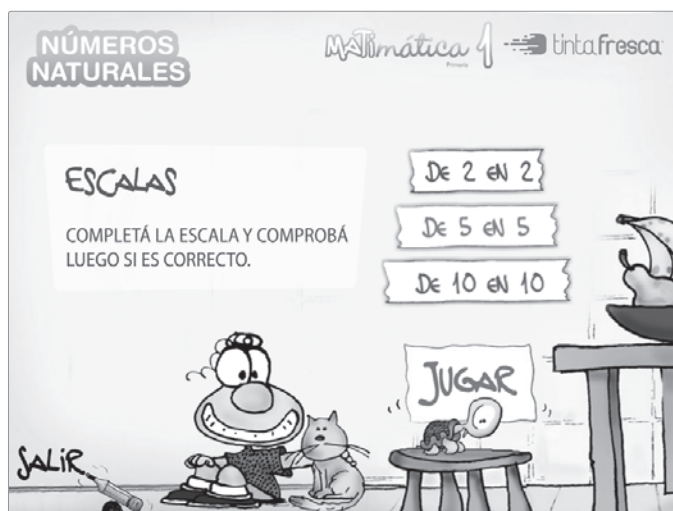 NÚMEROS
NATURALES
MATImática 1
Primaria
tinta fresca
ESCALAS
COMPLETÁ LA ESCALA Y COMPROBÁ
LUEGO SI ES CORRECTO.
DE 2 EN 2
DE 5 EN 5
DE 10 EN 10
JUGAR
SALIR